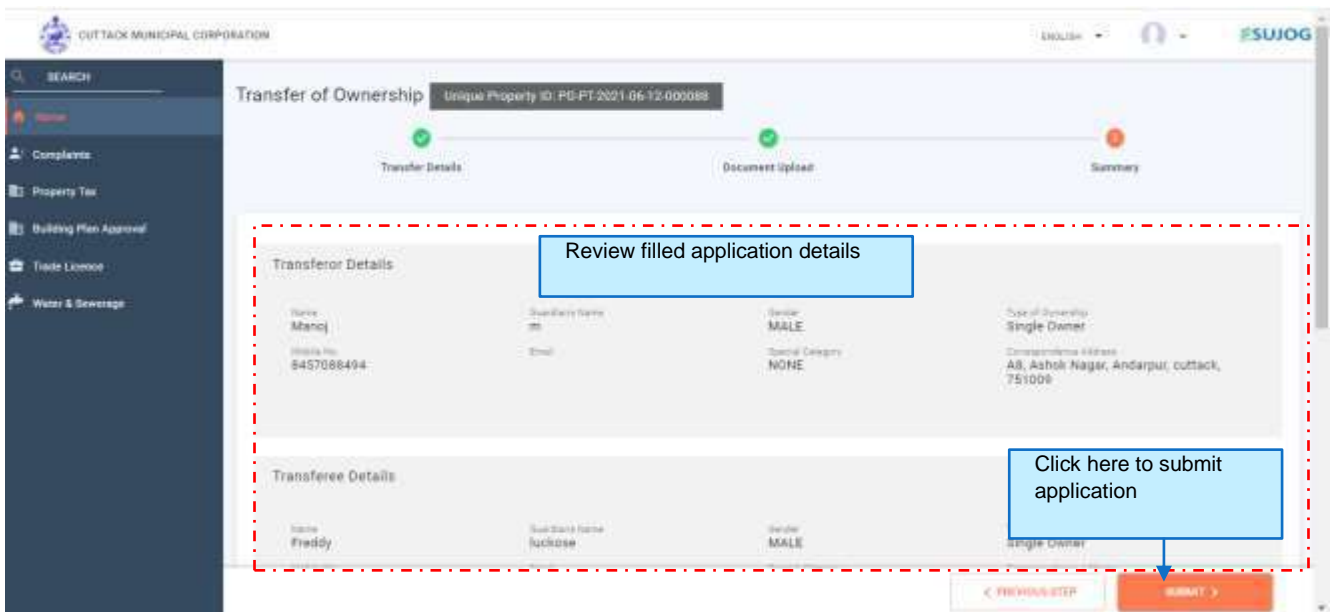 CUTTACK MUNICIPAL CORPORATION
ENGLISH
ESUJOG
SEARCH
Home
Complaints
Property Tax
Building Plan Approval
Trade Licence
Water & Sewerage
Transfer of Ownership
Unique Property ID: PG-PT-2021-06-12-000088
Transfer Details
Document Upload
Summary
Review filled application details
Transferor Details
Name
Guardian's Name
Gender
Type of Ownership
Manoj
m
MALE
Single Owner
Mobile No.
Email
Special Category
Correspondence Address
8457088494
NONE
A8, Ashok Nagar, Andarpur, cuttack,
751009
Click here to submit
application
Transferee Details
Name
Guardian's Name
Gender
Freddy
luckose
MALE
Single Owner
< PREVIOUS STEP
SUBMIT >